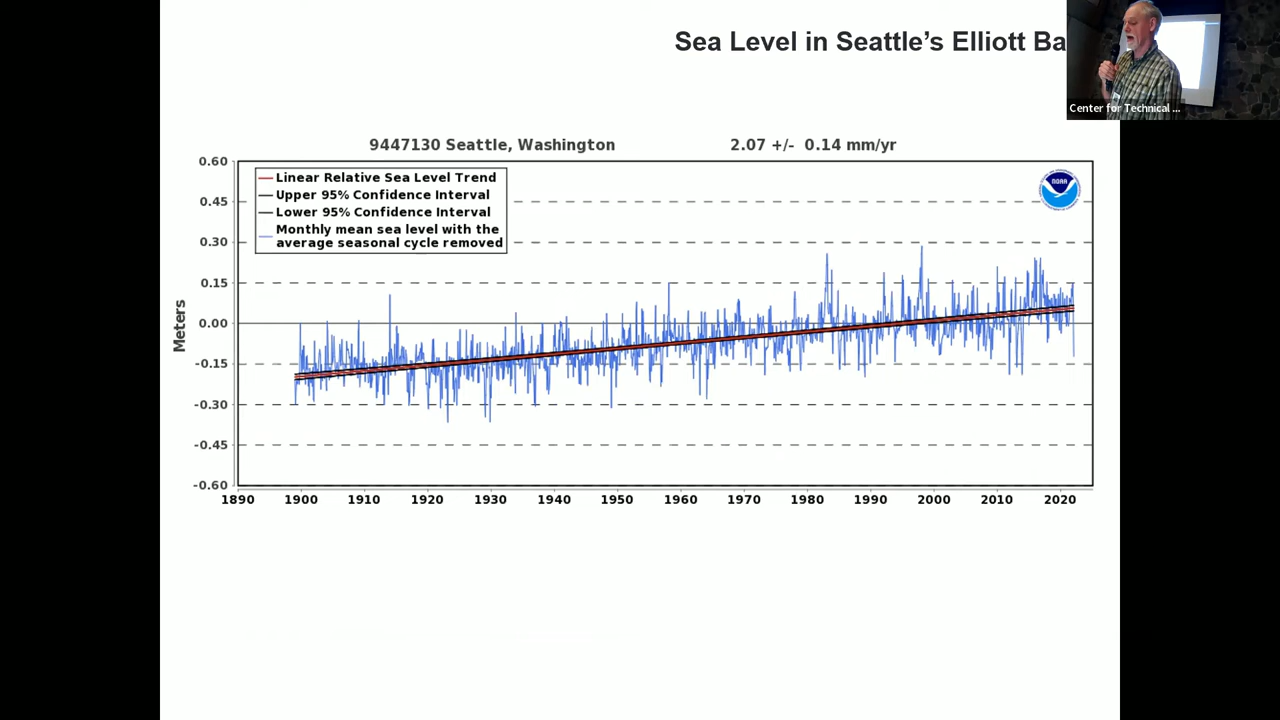 Sea Level in Seattle's Elliott Ba
Center for Technical ...
9447130 Seattle, Washington 2.07 +/- 0.14 mm/yr
Linear Relative Sea Level Trend
Upper 95% Confidence Interval
Lower 95% Confidence Interval
Monthly mean sea level with the
average seasonal cycle removed
NOAA
Meters
0.60
0.45
0.30
0.15
0.00
-0.15
-0.30
-0.45
-0.60
1890 1900 1910 1920 1930 1940 1950 1960 1970 1980 1990 2000 2010 2020